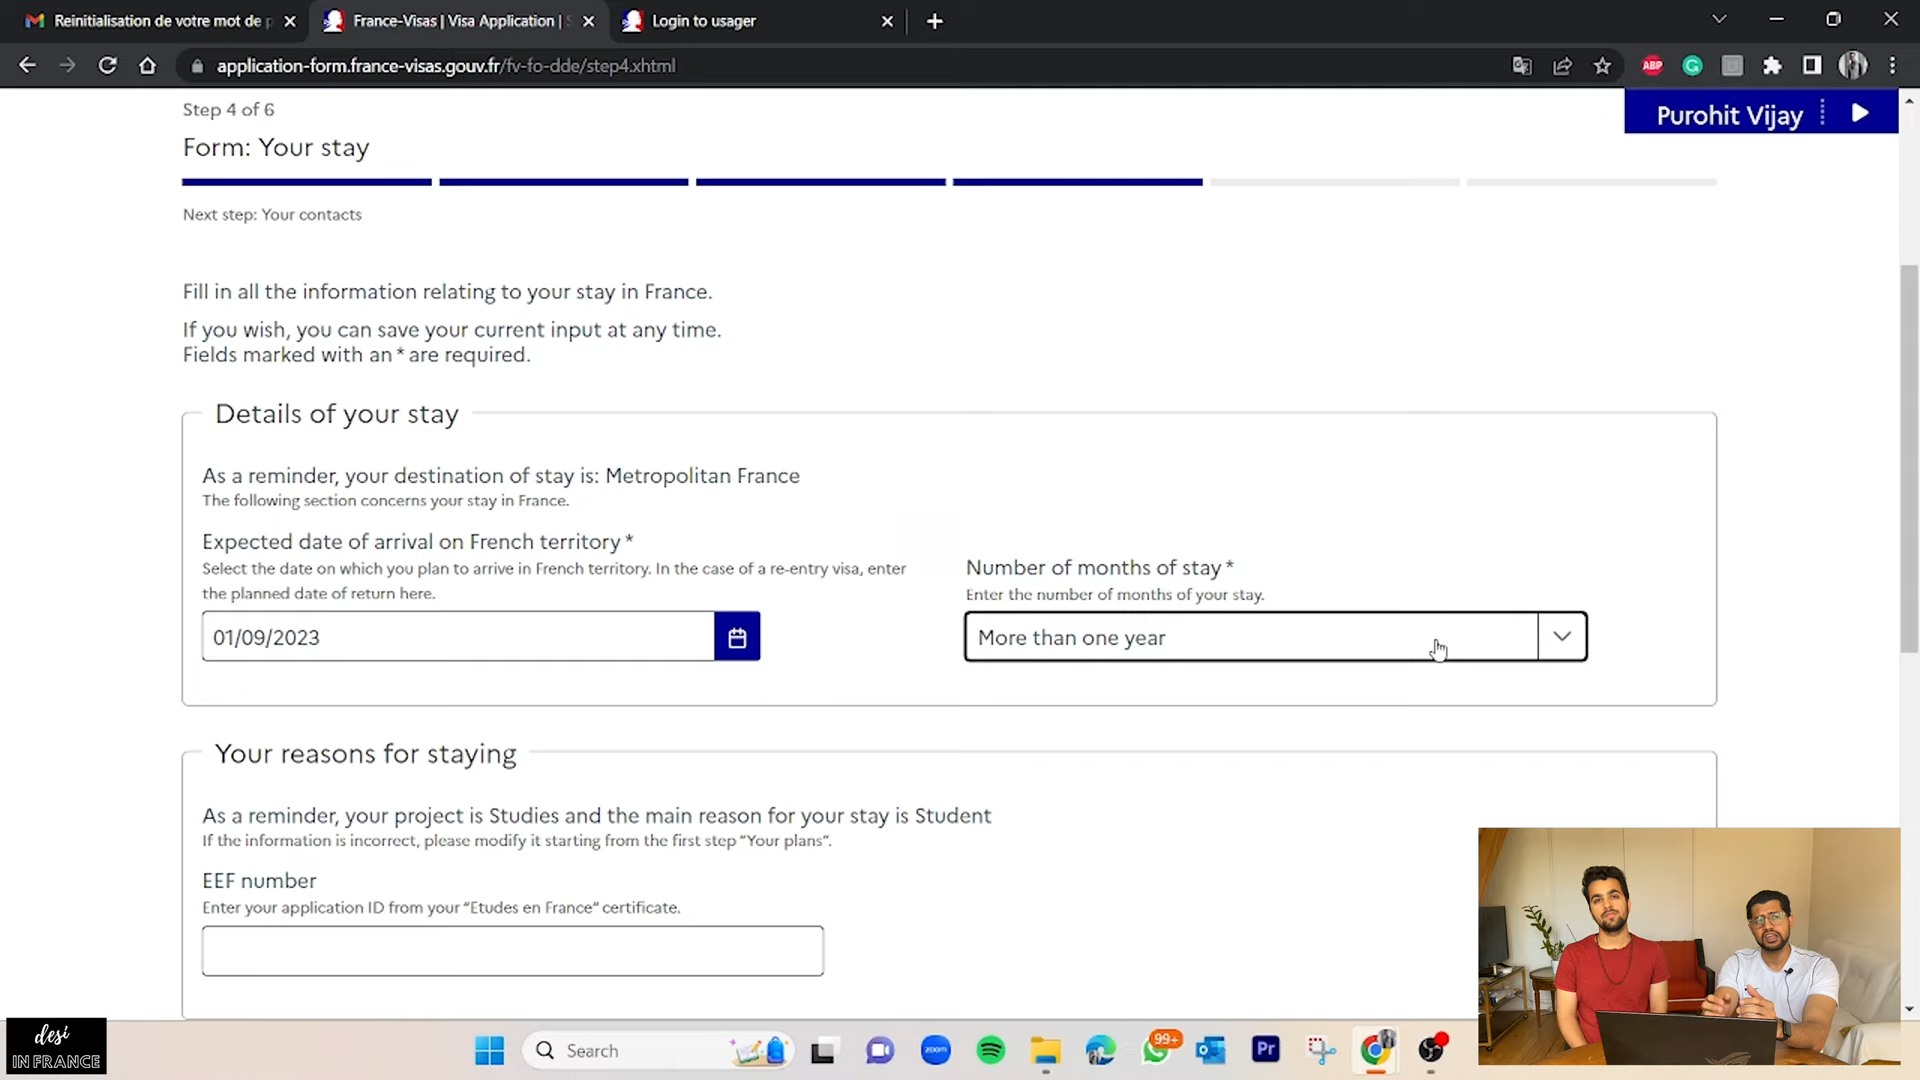 Reinitialisation de votre mot de p
France-Visas | Visa Application | S
Login to usager
application-form.france-visas.gouv.fr/fv-fo-dde/step4.xhtml
ABP
Step 4 of 6
Purohit Vijay
Form: Your stay
Next step: Your contacts
Fill in all the information relating to your stay in France.
If you wish, you can save your current input at any time.
Fields marked with an * are required.
Details of your stay
As a reminder, your destination of stay is: Metropolitan France
The following section concerns your stay in France.
Expected date of arrival on French territory *
Select the date on which you plan to arrive in French territory. In the case of a re-entry visa, enter
the planned date of return here.
01/09/2023
Number of months of stay *
Enter the number of months of your stay.
More than one year
Your reasons for staying
As a reminder, your project is Studies and the main reason for your stay is Student
If the information is incorrect, please modify it starting from the first step "Your plans".
EEF number
Enter your application ID from your "Etudes en France" certificate.
desi
IN FRANCE
Search
zoom
99+
Pr